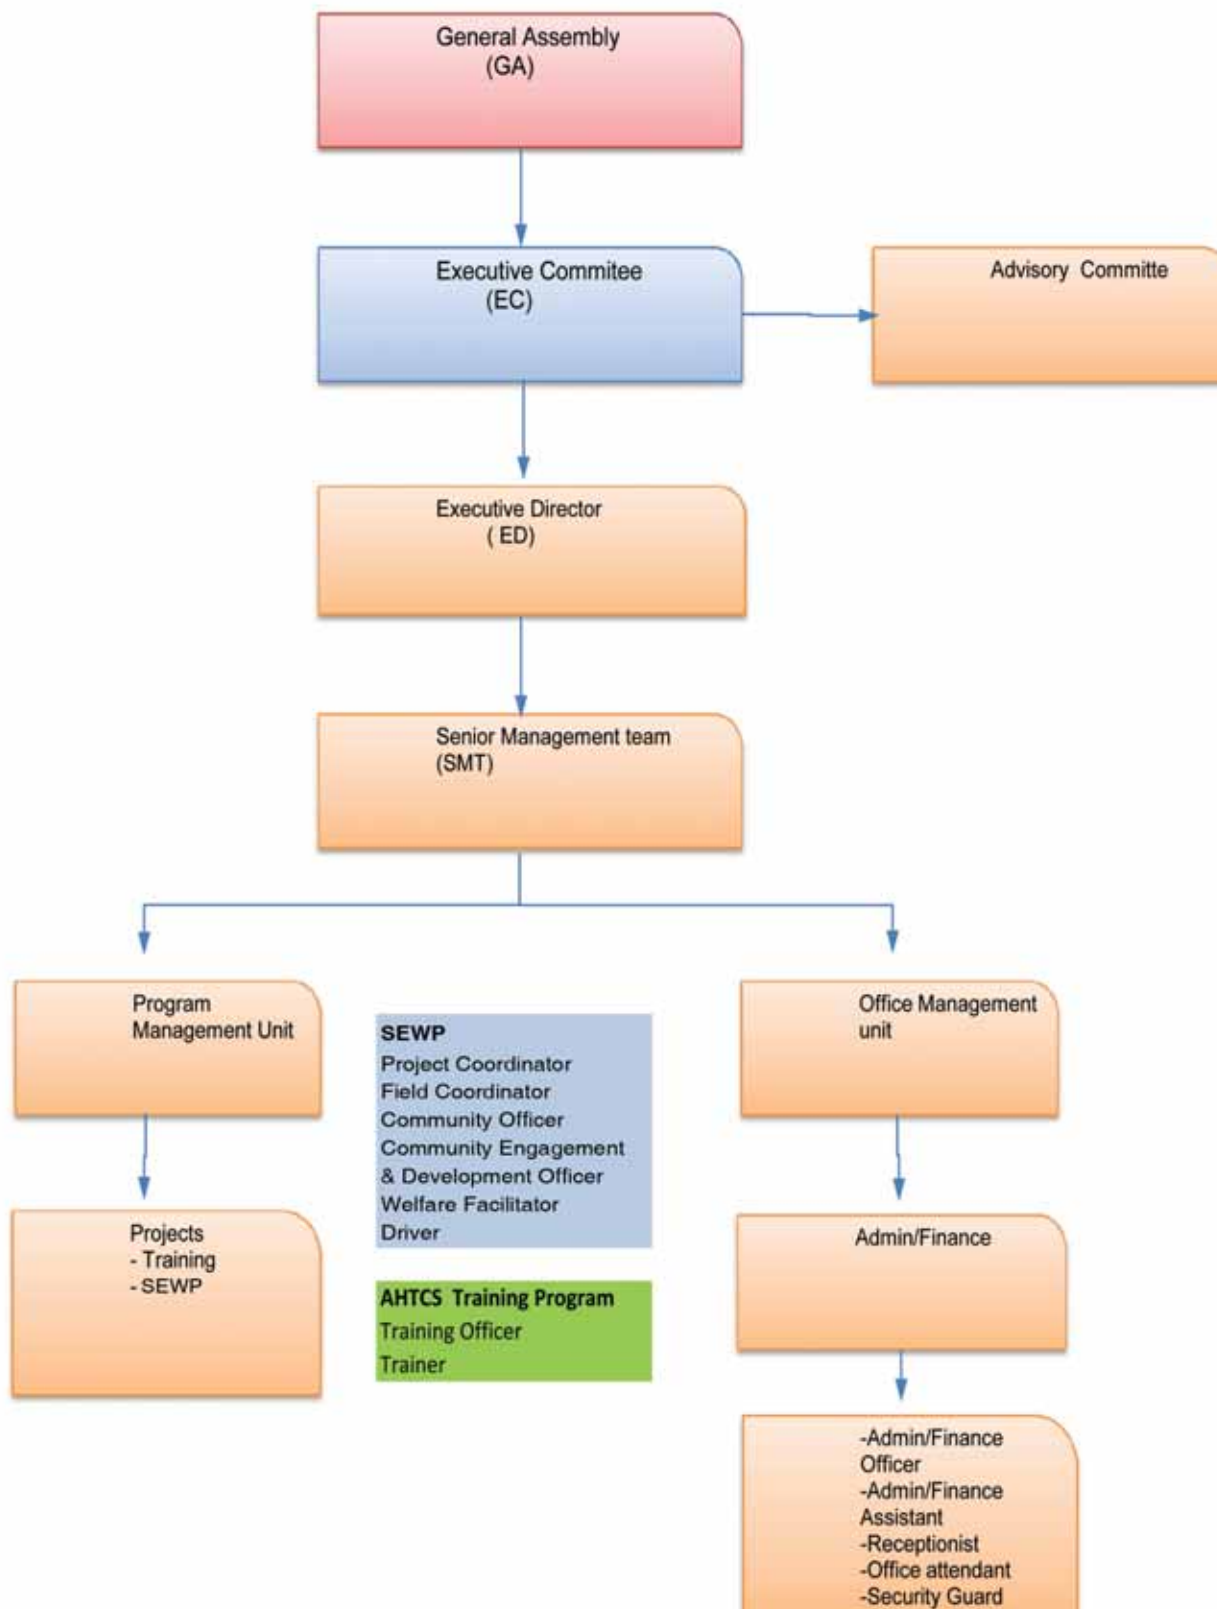 General Assembly
(GA)
Executive Commitee
(EC)
Advisory Committe
Executive Director
( ED)
Senior Management team
(SMT)
Program
Management Unit
Projects
- Training
- SEWP
SEWP
Project Coordinator
Field Coordinator
Community Officer
Community Engagement
& Development Officer
Welfare Facilitator
Driver
AHTCS Training Program
Training Officer
Trainer
Office Management
unit
Admin/Finance
-Admin/Finance
Officer
-Admin/Finance
Assistant
-Receptionist
-Office attendant
-Security Guard